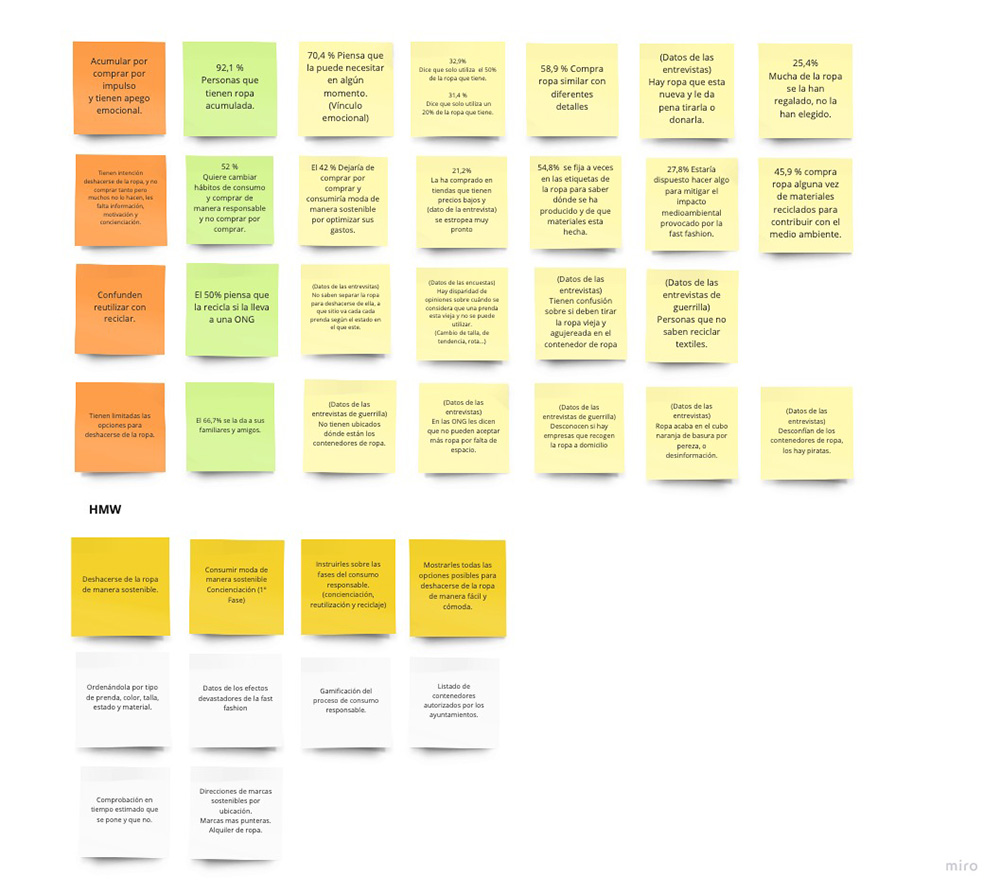 Acumular por
comprar por
impulso
y tienen apego
emocional.
92,1 %
Personas que
tienen ropa
acumulada.
70,4 % Piensa que
la puede necesitar
en algún
momento.
(Vínculo
emocional)
32,9%
Dice que solo utiliza el 50%
de la ropa que tiene.
31,4 %
Dice que solo utiliza un
20% de la ropa que tiene.
58,9 % Compra
ropa similar con
diferentes
detalles
(Datos de las
entrevistas)
Hay ropa que esta
nueva y le da
pena tirarla o
donarla.
25,4%
Mucha de la ropa
se la han
regalado, no la
han elegido.
Tienen intención
deshacerse de la ropa, y no
comprar tanto pero
muchos no lo hacen, les
falta información,
motivación y
concienciación.
52 %
Quiere cambiar
hábitos de consumo
y comprar de
manera responsable
y no comprar por
comprar.
El 42 % Dejaría de
comprar por
comprar y
consumiría moda de
manera sostenible
por optimizar sus
gastos.
21,2%
La ha comprado en
tiendas que tienen
precios bajos y
(dato de la entrevista)
se estropea muy
pronto
54,8% se fija a veces
en las etiquetas de
la ropa para saber
dónde se ha
producido y de que
materiales esta
hecha.
27,8% Estaría
dispuesto hacer algo
para mitigar el
impacto
medioambiental
provocado por la
fast fashion.
45,9 % compra
ropa alguna vez
de materiales
reciclados para
contribuir con el
medio ambiente.
Confunden
reutilizar con
reciclar.
El 50% piensa que
la recicla si la lleva
a una ONG
(Datos de las entrevsitas)
No saben separar la ropa
para deshacerse de ella, a
que sitio va cada cada
prenda según el estado en
el que este.
(Datos de las encuestas)
Hay disparidad de
opiniones sobre cuándo se
considera que una prenda
esta vieja y no se puede
utilizar.
(Cambio de talla, de
tendencia, rota...)
(Datos de las
entrevistas)
Tienen confusión
sobre si deben tirar
la ropa vieja y
agujereada en el
contenedor de ropa
(Datos de las
entrevistas de
guerrilla)
Personas que no
saben reciclar
textiles.
Tienen limitadas las
opciones para
deshacerse de la ropa.
El 66,7% se la da a sus
familiares y amigos.
(Datos de las
entrevistas de guerrilla)
No tienen ubicados
dónde están los
contenedores de ropa.
(Datos de las
entrevistas)
En las ONG les dicen
que no pueden aceptar
más ropa por falta de
espacio.
(Datos de las
entrevistas de guerrilla)
Desconocen si hay
empresas que recogen
la ropa a domicilio
(Datos de las
entrevistas)
Ropa acaba en el cubo
naranja de basura por
pereza, o
desinformación.
(Datos de las
entrevistas)
Desconfían de los
contenedores de ropa,
los hay piratas.
HMW
Deshacerse de la ropa
de manera sostenible.
Consumir moda de
manera sostenible
Concienciación (1ª
Fase)
Instruirles sobre las
fases del consumo
responsable.
(concienciación,
reutilización y reciclaje)
Mostrarles todas las
opciones posibles para
deshacerse de la ropa
de manera fácil y
cómoda.
Ordenándola por tipo
de prenda, color, talla,
estado y material.
Datos de los efectos
devastadores de la fast
fashion
Gamificación del
proceso de consumo
responsable.
Listado de
contenedores
autorizados por los
ayuntamientos.
Comprobación en
tiempo estimado que
se pone y que no.
Direcciones de marcas
sostenibles por
ubicación.
Marcas mas punteras.
Alquiler de ropa.
miro